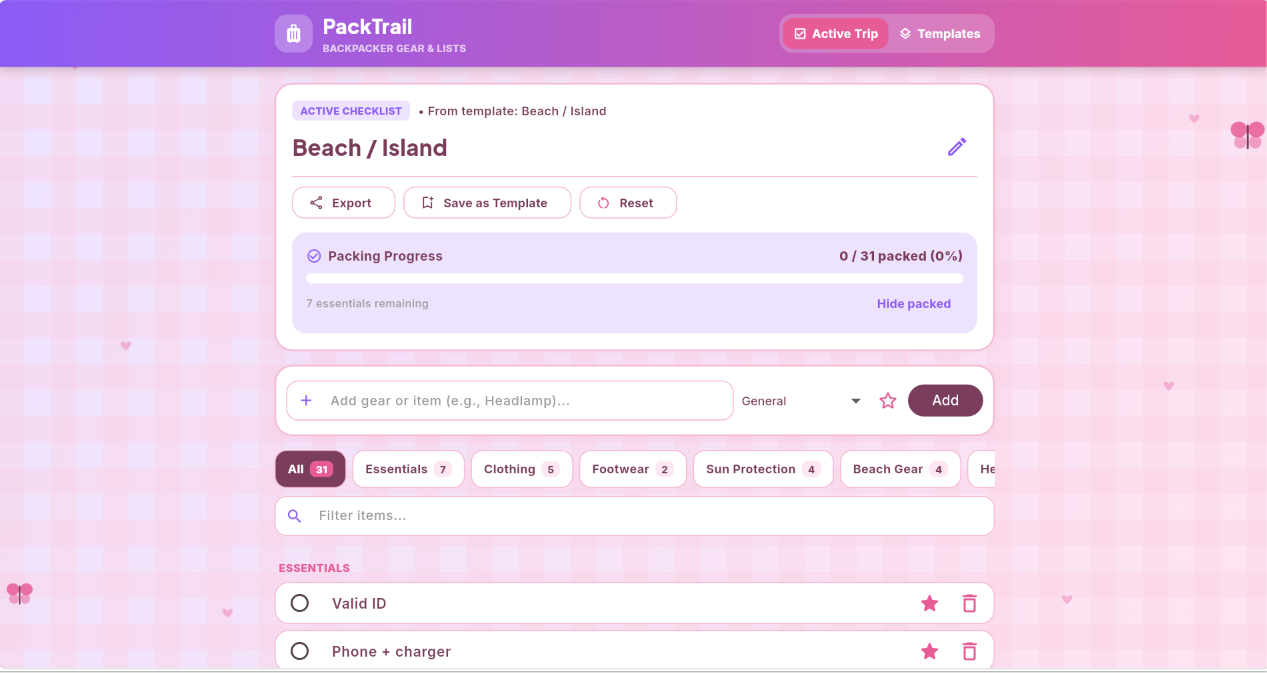 PackTrail
BACKPACKER GEAR & LISTS
Active Trip
Templates
ACTIVE CHECKLIST • From template: Beach / Island
Beach / Island
Export
Save as Template
Reset
Packing Progress
0 / 31 packed (0%)
7 essentials remaining
Hide packed
Add gear or item (e.g., Headlamp)...
General
Add
All 31
Essentials 7
Clothing 5
Footwear 2
Sun Protection 4
Beach Gear 4
He
Filter items...
ESSENTIALS
Valid ID
Phone + charger